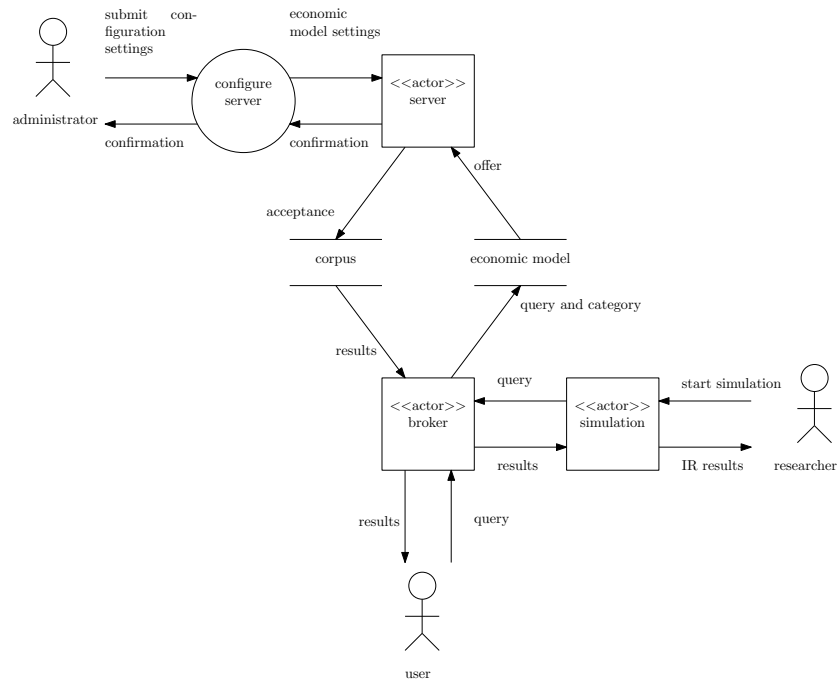 submit con-
figuration
settings
economic
model settings
configure
server
<<actor>>
server
administrator
confirmation
confirmation
offer
acceptance
corpus
economic model
query and category
results
query
start simulation
<<actor>>
broker
<<actor>>
simulation
results
IR results
researcher
results
query
user